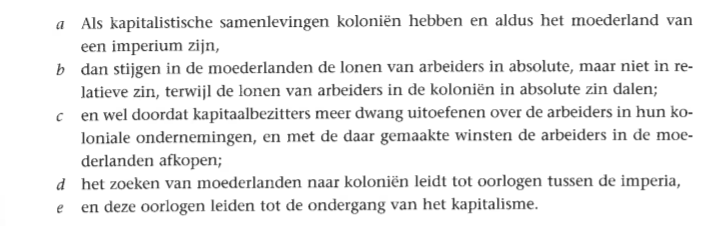 a Als kapitalistische samenlevingen koloniën hebben en aldus het moederland van
een imperium zijn,
b dan stijgen in de moederlanden de lonen van arbeiders in absolute, maar niet in re-
latieve zin, terwijl de lonen van arbeiders in de koloniën in absolute zin dalen;
c en wel doordat kapitaalbezitters meer dwang uitoefenen over de arbeiders in hun ko-
loniale ondernemingen, en met de daar gemaakte winsten de arbeiders in de moe-
derlanden afkopen;
d het zoeken van moederlanden naar koloniën leidt tot oorlogen tussen de imperia,
e en deze oorlogen leiden tot de ondergang van het kapitalisme.